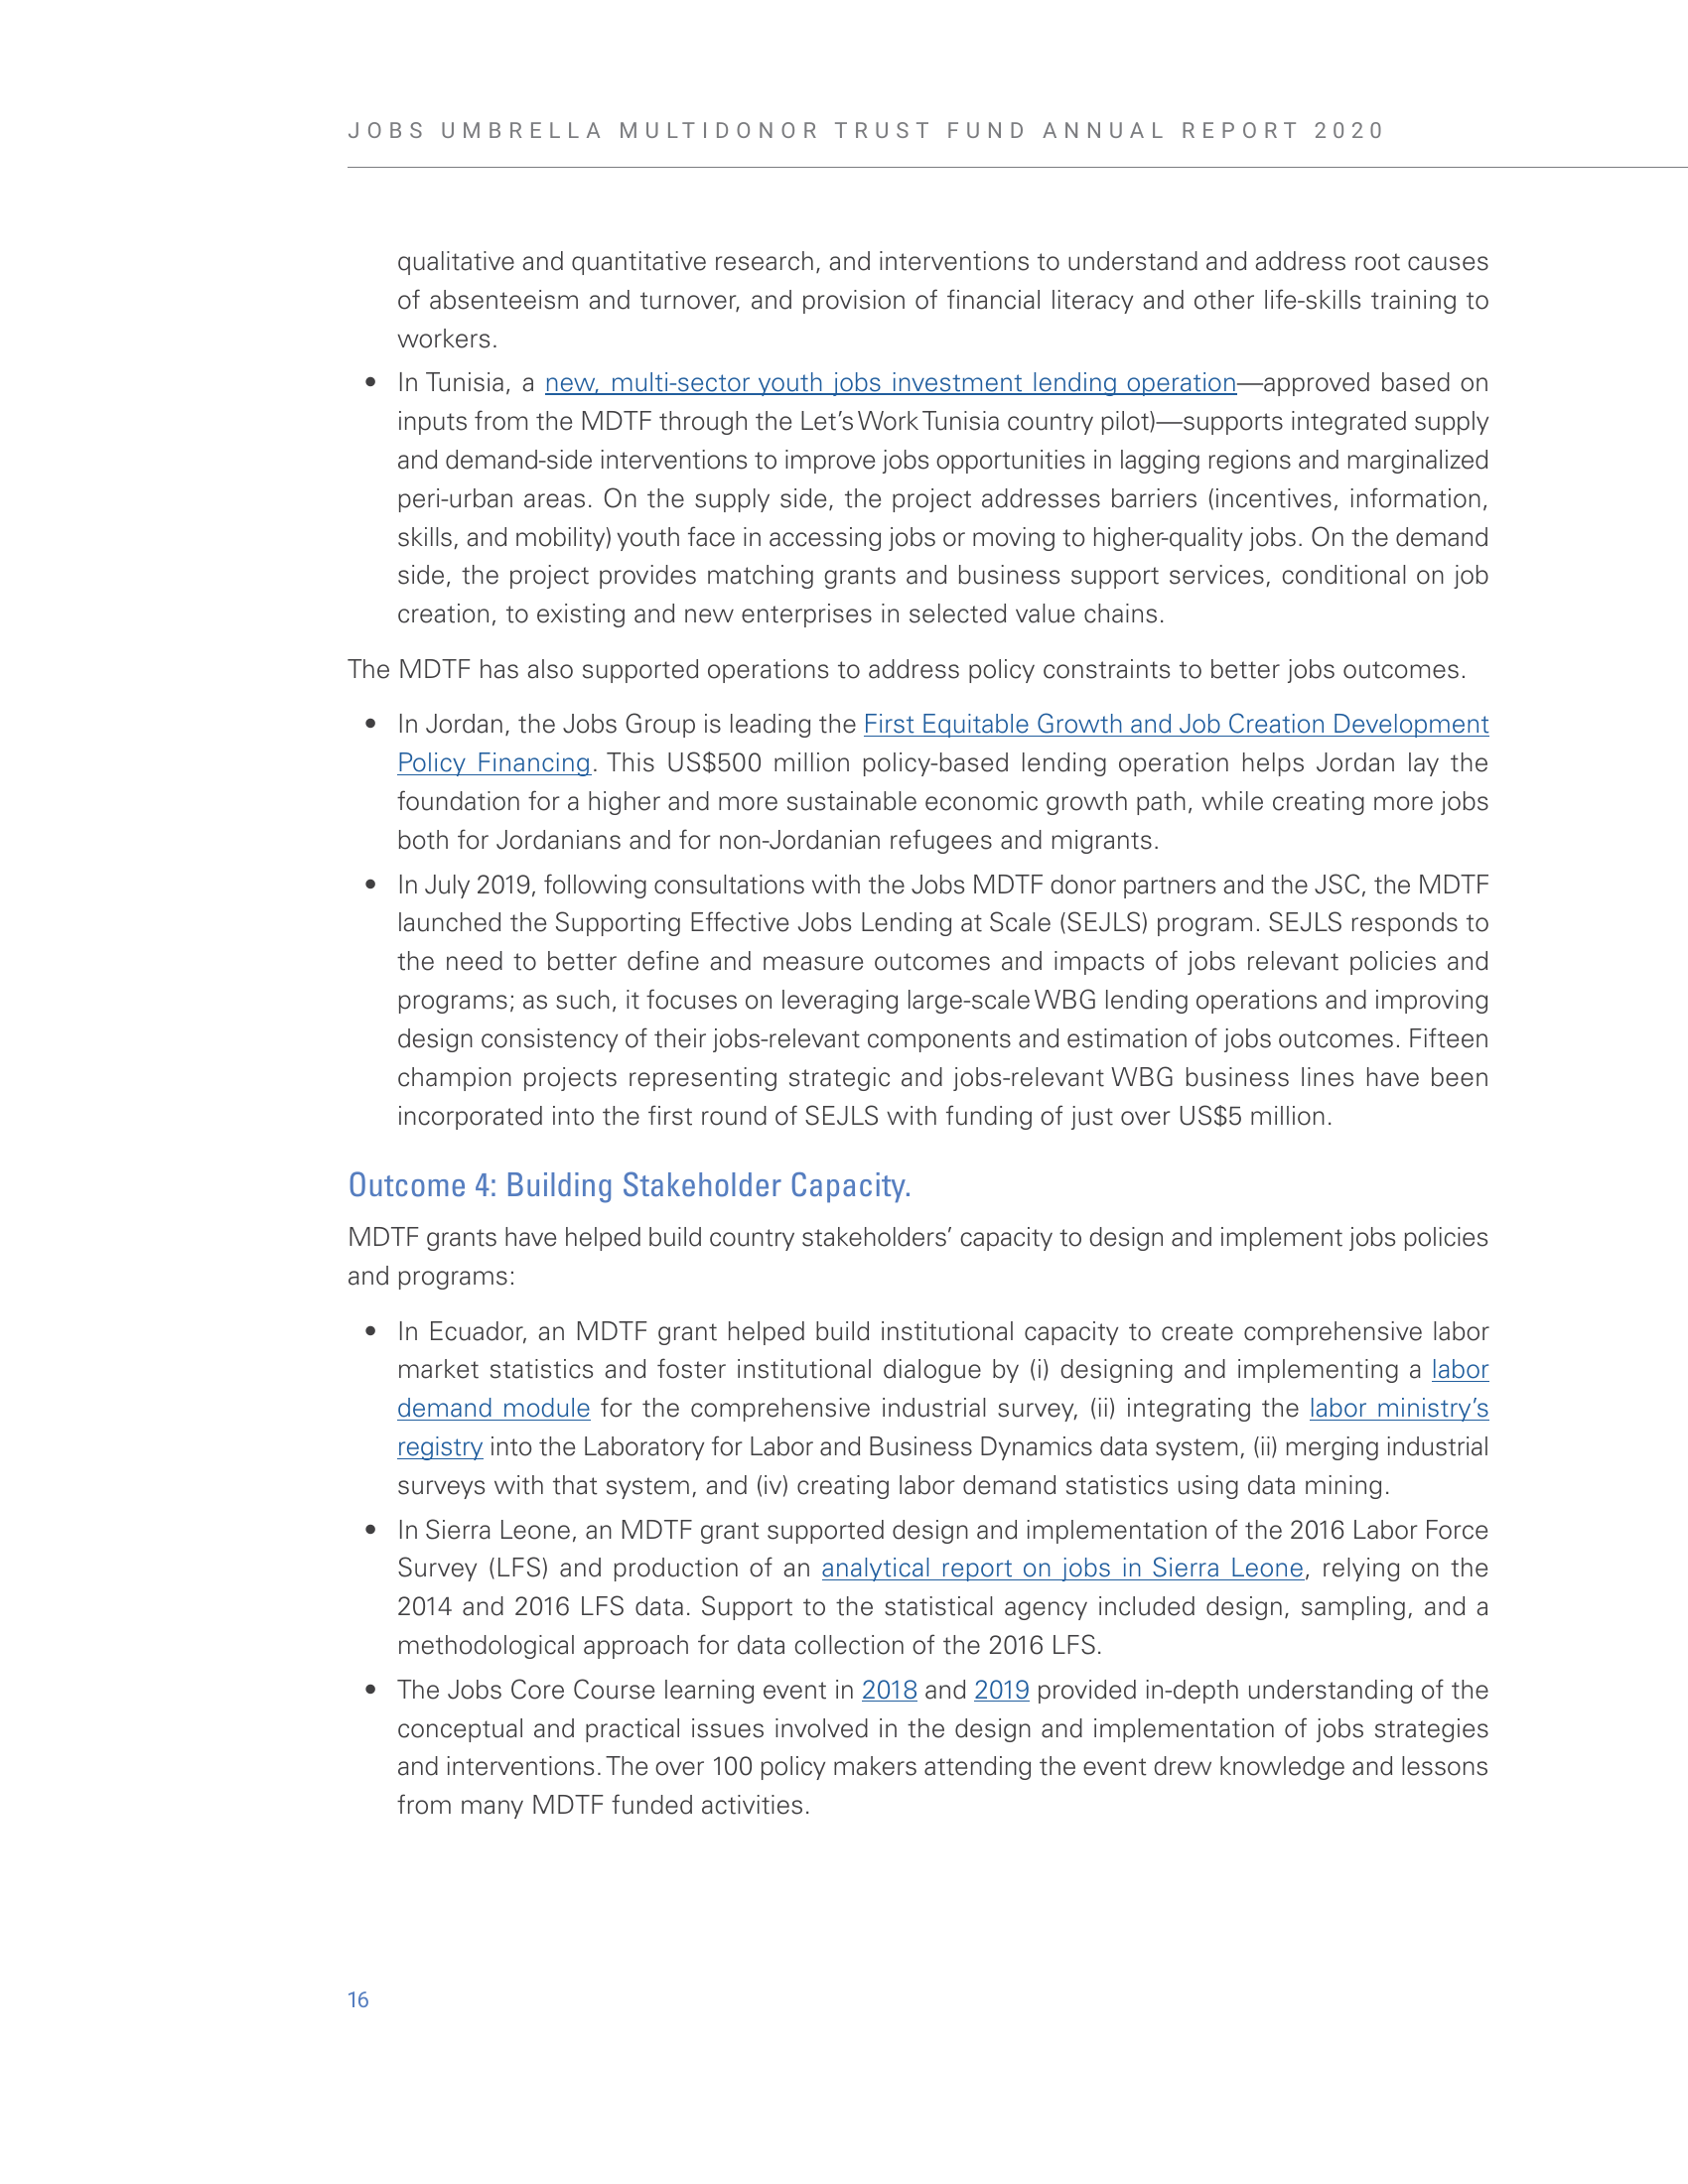 JOBS UMBRELLA MULTIDONOR TRUST FUND ANNUAL REPORT 2020
qualitative and quantitative research, and interventions to understand and address root causes
of absenteeism and turnover, and provision of financial literacy and other life-skills training to
workers.
• In Tunisia, a new, multi-sector youth jobs investment lending operation—approved based on
inputs from the MDTF through the Let’s Work Tunisia country pilot)—supports integrated supply
and demand-side interventions to improve jobs opportunities in lagging regions and marginalized
peri-urban areas. On the supply side, the project addresses barriers (incentives, information,
skills, and mobility) youth face in accessing jobs or moving to higher-quality jobs. On the demand
side, the project provides matching grants and business support services, conditional on job
creation, to existing and new enterprises in selected value chains.
The MDTF has also supported operations to address policy constraints to better jobs outcomes.
• In Jordan, the Jobs Group is leading the First Equitable Growth and Job Creation Development
Policy Financing. This US$500 million policy-based lending operation helps Jordan lay the
foundation for a higher and more sustainable economic growth path, while creating more jobs
both for Jordanians and for non-Jordanian refugees and migrants.
• In July 2019, following consultations with the Jobs MDTF donor partners and the JSC, the MDTF
launched the Supporting Effective Jobs Lending at Scale (SEJLS) program. SEJLS responds to
the need to better define and measure outcomes and impacts of jobs relevant policies and
programs; as such, it focuses on leveraging large-scale WBG lending operations and improving
design consistency of their jobs-relevant components and estimation of jobs outcomes. Fifteen
champion projects representing strategic and jobs-relevant WBG business lines have been
incorporated into the first round of SEJLS with funding of just over US$5 million.
Outcome 4: Building Stakeholder Capacity.
MDTF grants have helped build country stakeholders’ capacity to design and implement jobs policies
and programs:
• In Ecuador, an MDTF grant helped build institutional capacity to create comprehensive labor
market statistics and foster institutional dialogue by (i) designing and implementing a labor
demand module for the comprehensive industrial survey, (ii) integrating the labor ministry’s
registry into the Laboratory for Labor and Business Dynamics data system, (ii) merging industrial
surveys with that system, and (iv) creating labor demand statistics using data mining.
• In Sierra Leone, an MDTF grant supported design and implementation of the 2016 Labor Force
Survey (LFS) and production of an analytical report on jobs in Sierra Leone, relying on the
2014 and 2016 LFS data. Support to the statistical agency included design, sampling, and a
methodological approach for data collection of the 2016 LFS.
• The Jobs Core Course learning event in 2018 and 2019 provided in-depth understanding of the
conceptual and practical issues involved in the design and implementation of jobs strategies
and interventions. The over 100 policy makers attending the event drew knowledge and lessons
from many MDTF funded activities.
16